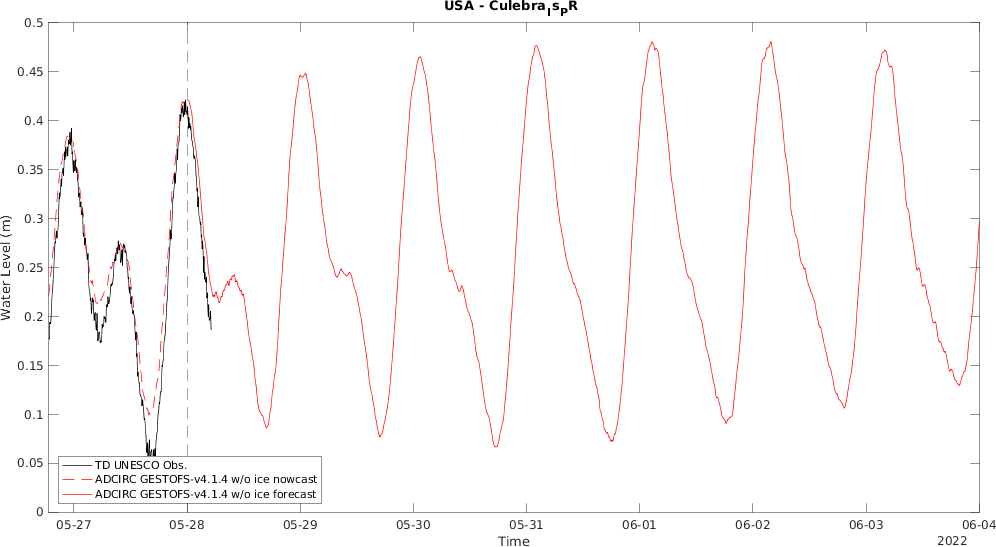 USA - Culebra_Is_PR
0.5
0.45
0.4
0.35
0.3
0.25
0.2
0.15
0.1
0.05
0
Water Level (m)
TD UNESCO Obs.
ADCIRC GESTOFS-v4.1.4 w/o ice nowcast
ADCIRC GESTOFS-v4.1.4 w/o ice forecast
05-27 05-28 05-29 05-30 05-31 06-01 06-02 06-03 06-04
Time
2022